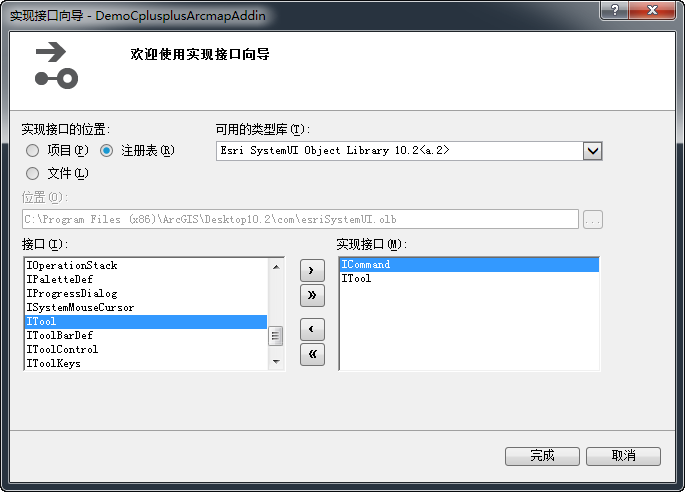 实现接口向导 - DemoCplusplusArcmapAddin
欢迎使用实现接口向导
实现接口的位置:
可用的类型库(T):
项目(P)
注册表(R)
Esri SystemUI Object Library 10.2<a.2>
文件(L)
位置(O):
C:\Program Files (x86)\ArcGIS\Desktop10.2\com\esriSystemUI.olb
...
接口(I):
实现接口(M):
IOperationStack
IPaletteDef
IProgressDialog
ISystemMouseCursor
ITool
IToolBarDef
IToolControl
IToolKeys
ICommand
ITool
完成
取消